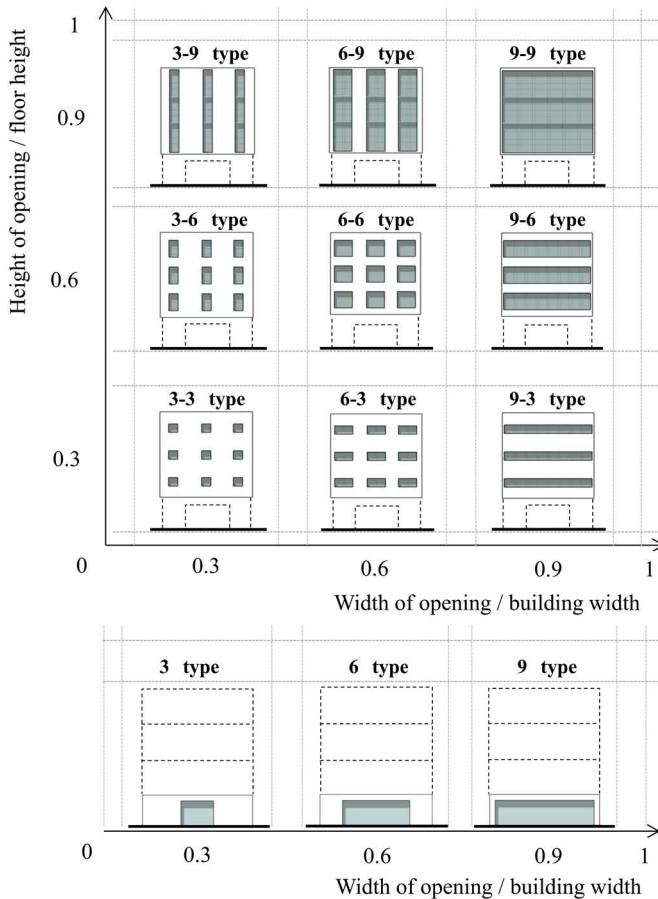 1
3-9 type 6-9 type 9-9 type
0.9
Height of opening / floor height
3-6 type 6-6 type 9-6 type
0.6
3-3 type 6-3 type 9-3 type
0.3
0 0.3 0.6 0.9 1
Width of opening / building width
3 type 6 type 9 type
0 0.3 0.6 0.9 1
Width of opening / building width